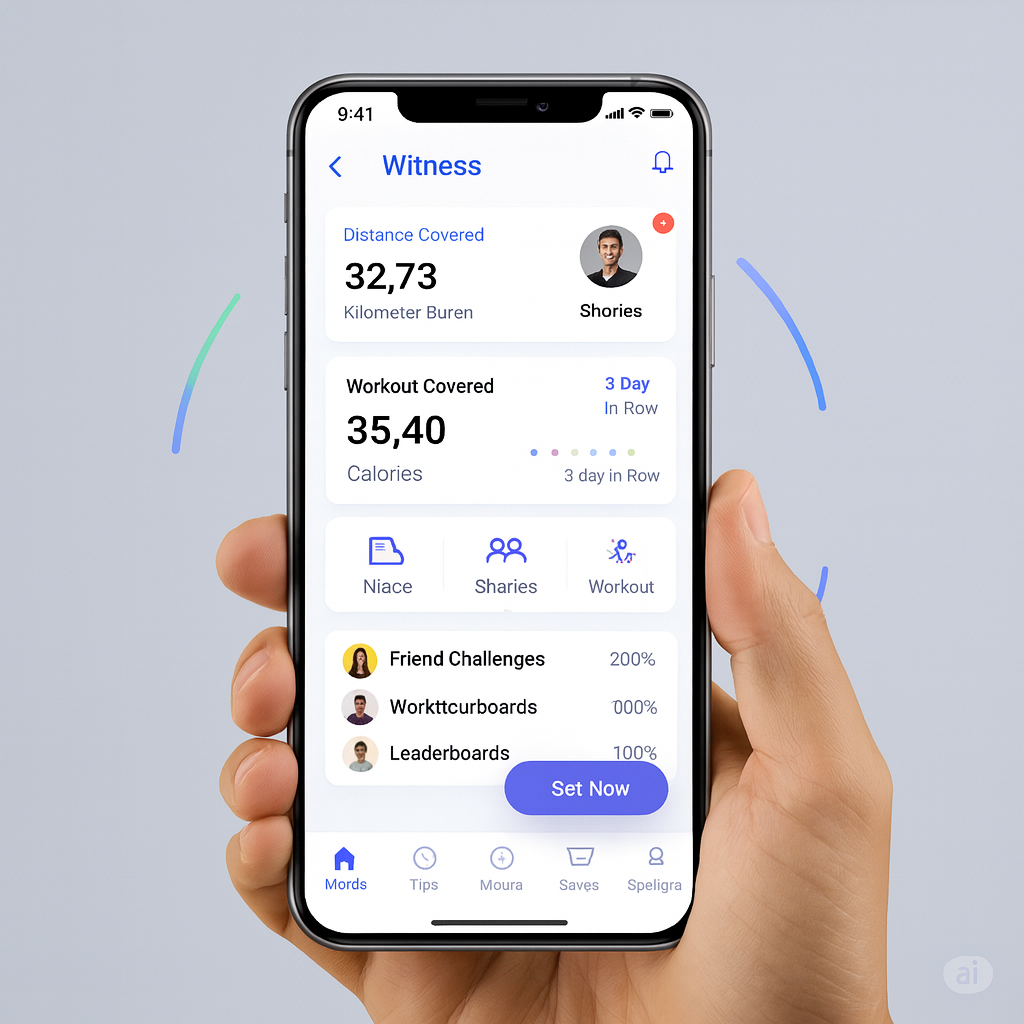 9:41
Witness
Distance Covered
32,73
Kilometer Buren
Shories
Workout Covered
35,40
Calories
3 Day
In Row
3 day in Row
Niace
Sharies
Workout
Friend Challenges 200%
Workttcurboards 000%
Leaderboards 100%
Set Now
Mords
Tips
Moura
Saves
Speligra
ai